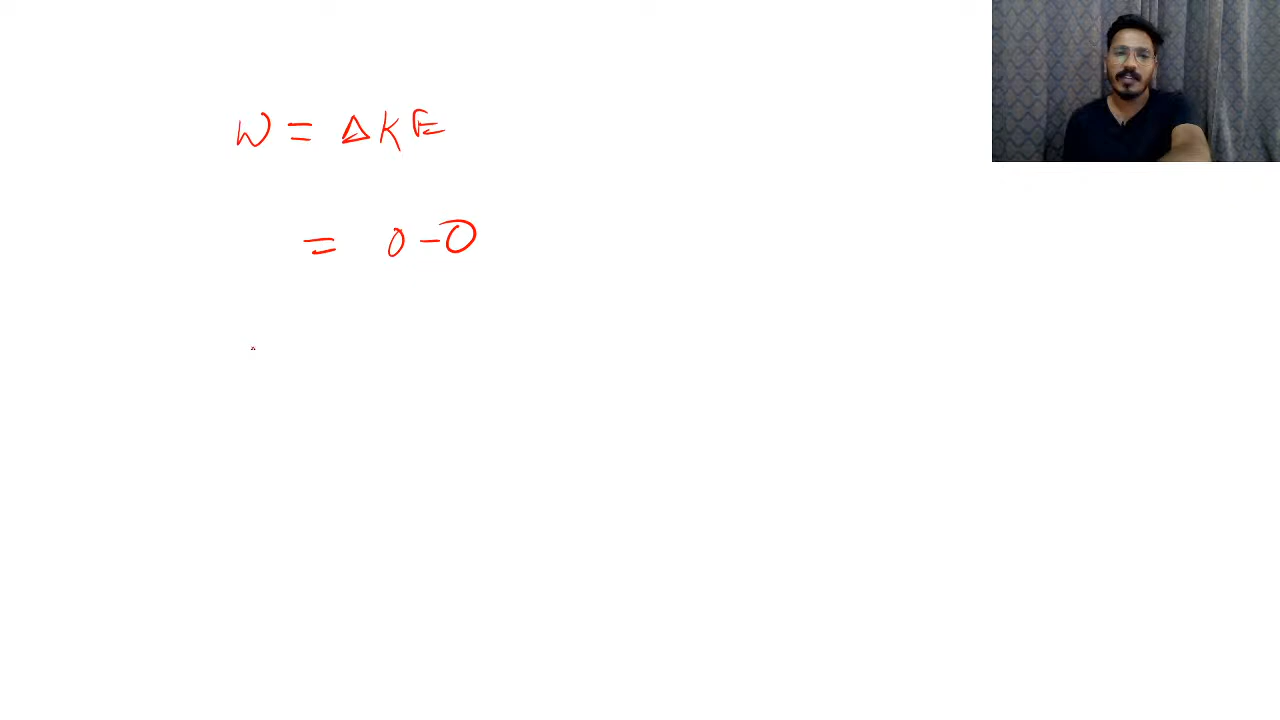 W = ΔKE
= 0 - 0